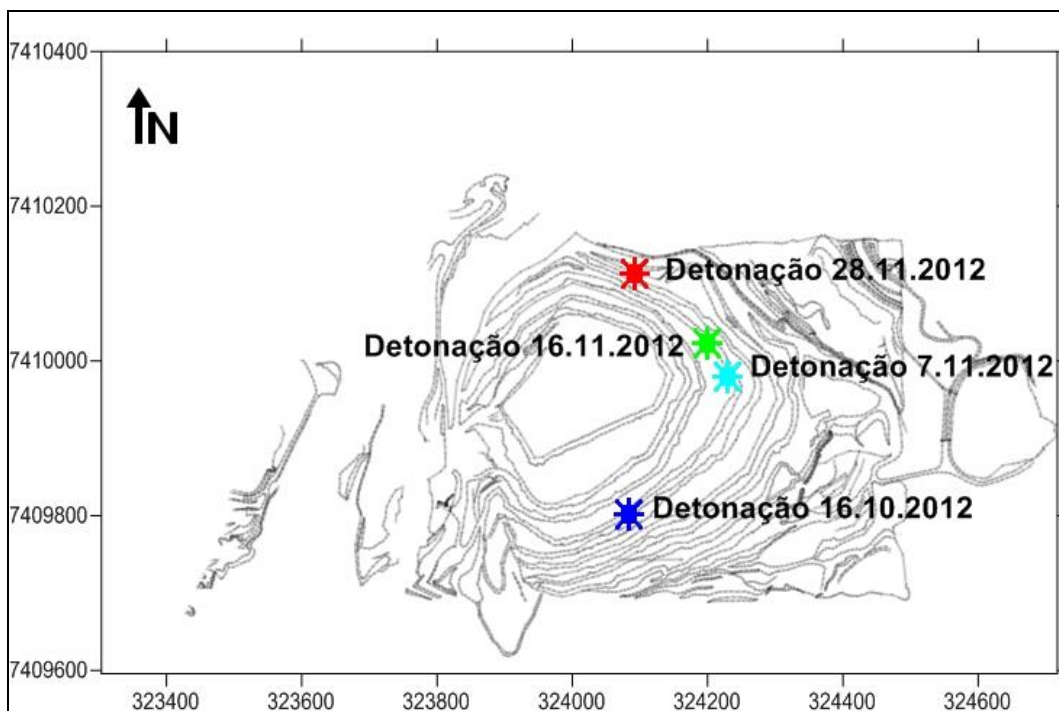 7410400
N
7410200
Detonação 28.11.2012
Detonação 16.11.2012
7410000
Detonação 7.11.2012
7409800
Detonação 16.10.2012
7409600
323400 323600 323800 324000 324200 324400 324600